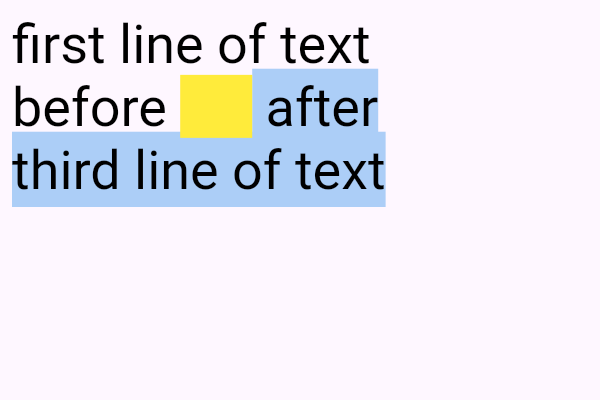 first line of text
before after
third line of text